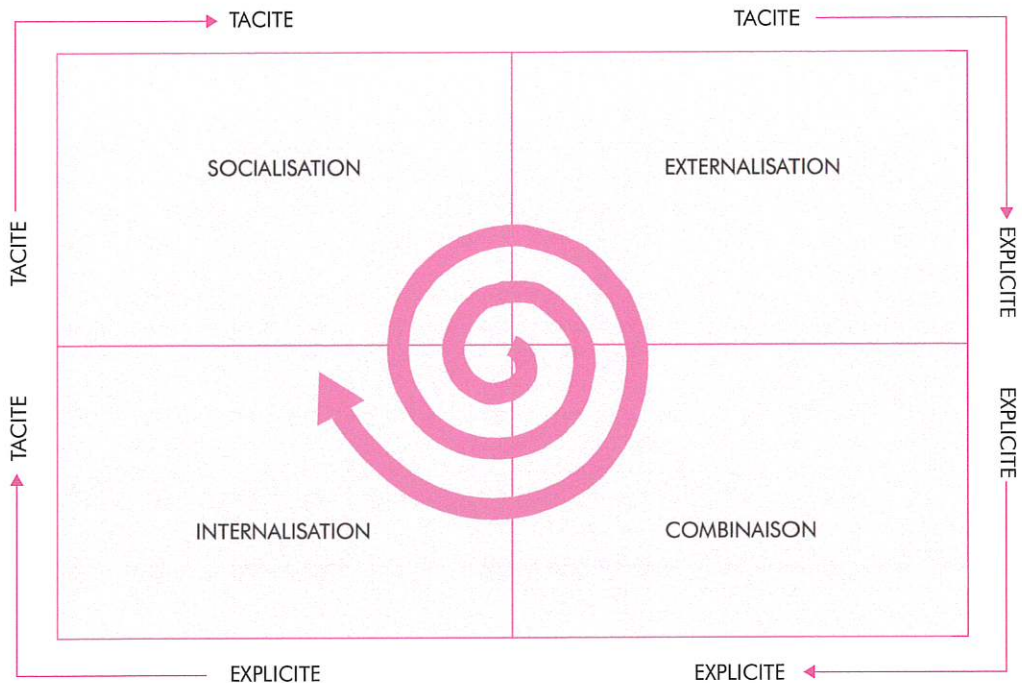 TACITE
TACITE
SOCIALISATION
EXTERNALISATION
TACITE
EXPLICITE
TACITE
EXPLICITE
INTERNALISATION
COMBINAISON
EXPLICITE
EXPLICITE